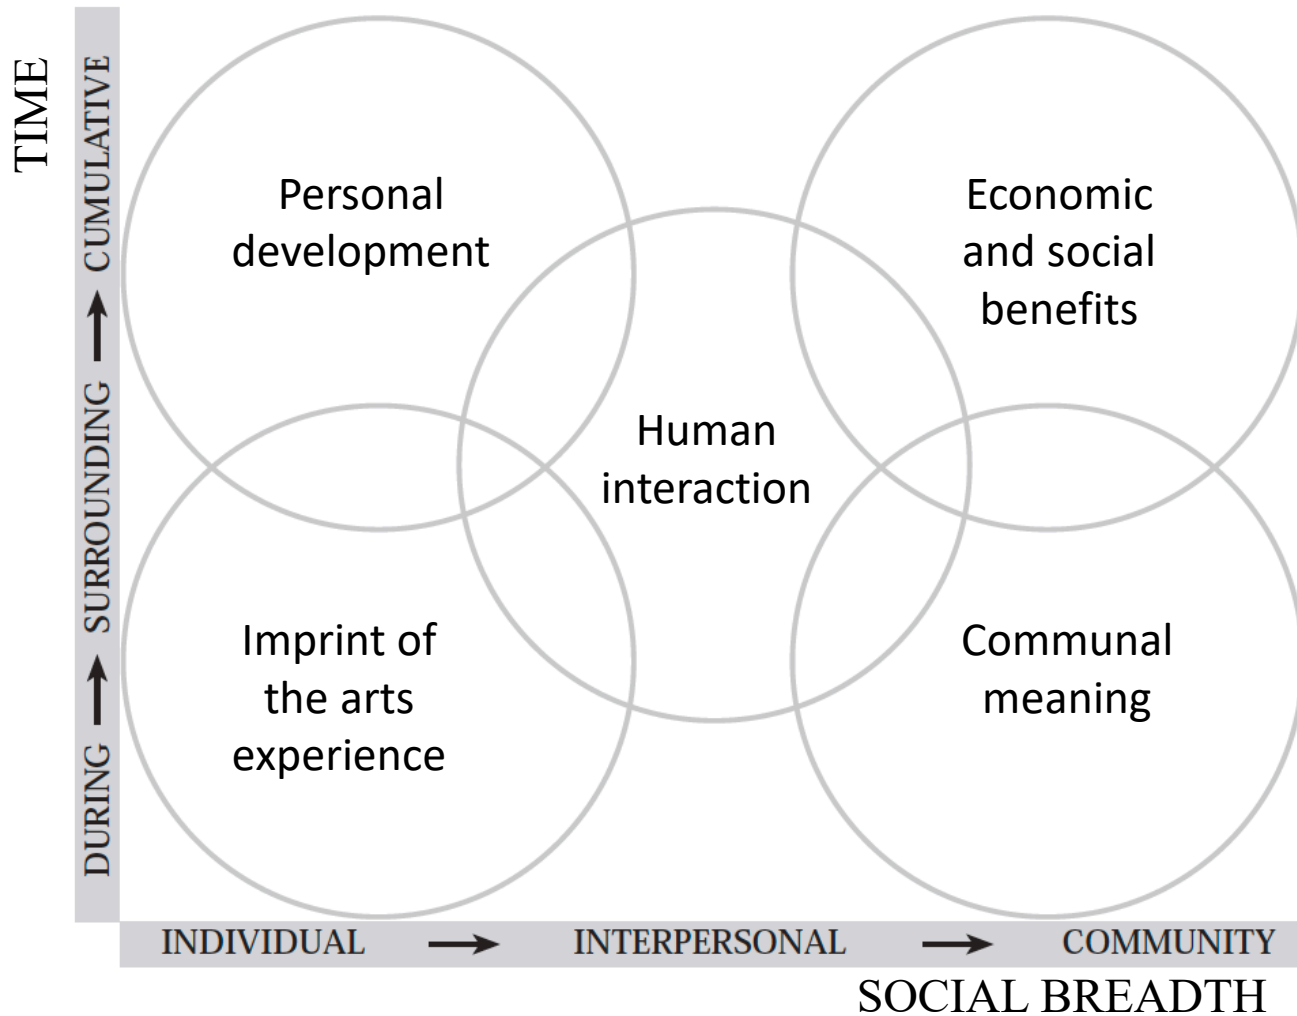 TIME
CUMULATIVE
SURROUNDING
DURING
Personal
development
Economic
and social
benefits
Human
interaction
Imprint of
the arts
experience
Communal
meaning
INDIVIDUAL
INTERPERSONAL
COMMUNITY
SOCIAL BREADTH